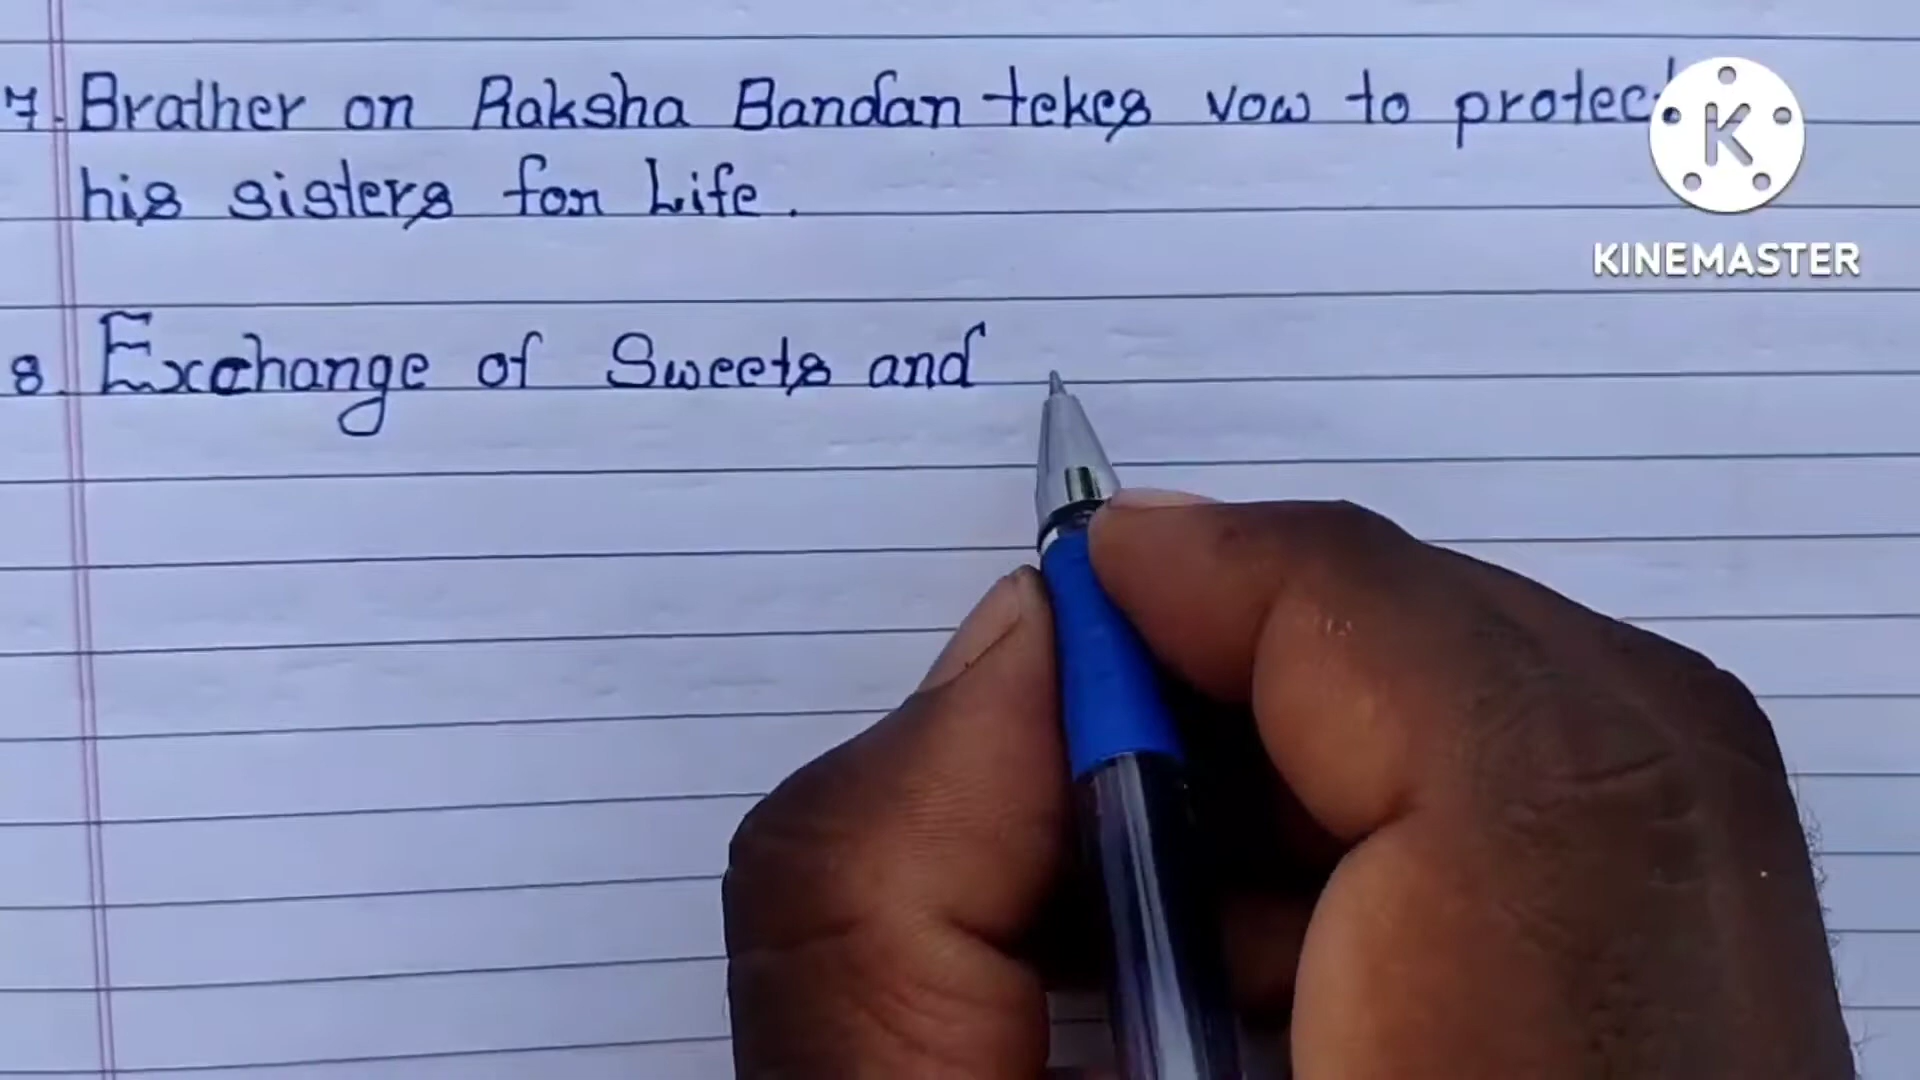 7. Brather on Raksha Bandan tekes vow to protect
his sisters for Life.
8. Exchange of Sweets and
K
KINEMASTER